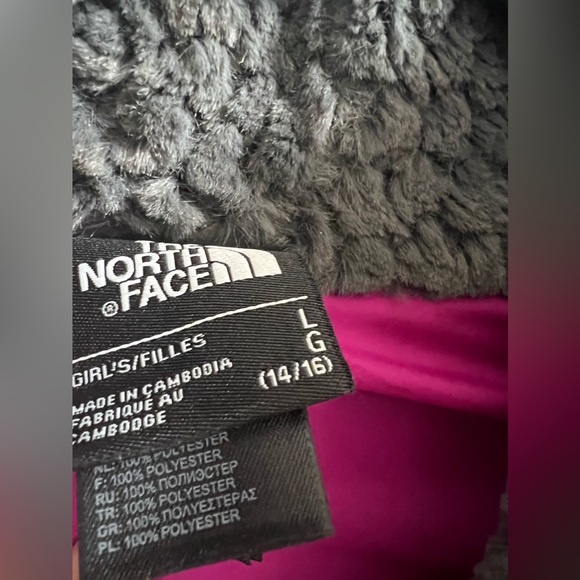 THE
NORTH
FACE
®
L
G
(14/16)
GIRL'S/FILLES
MADE IN CAMBODIA
FABRIQUE AU
CAMBODGE
NL: 100% POLYESTER
F: 100% POLYESTER
RU: 100% ПОЛИЭСТЕР
TR: 100% POLYESTER
GR: 100% ΠΟΛΥΕΣΤΕΡΑΣ
PL: 100% POLYESTER